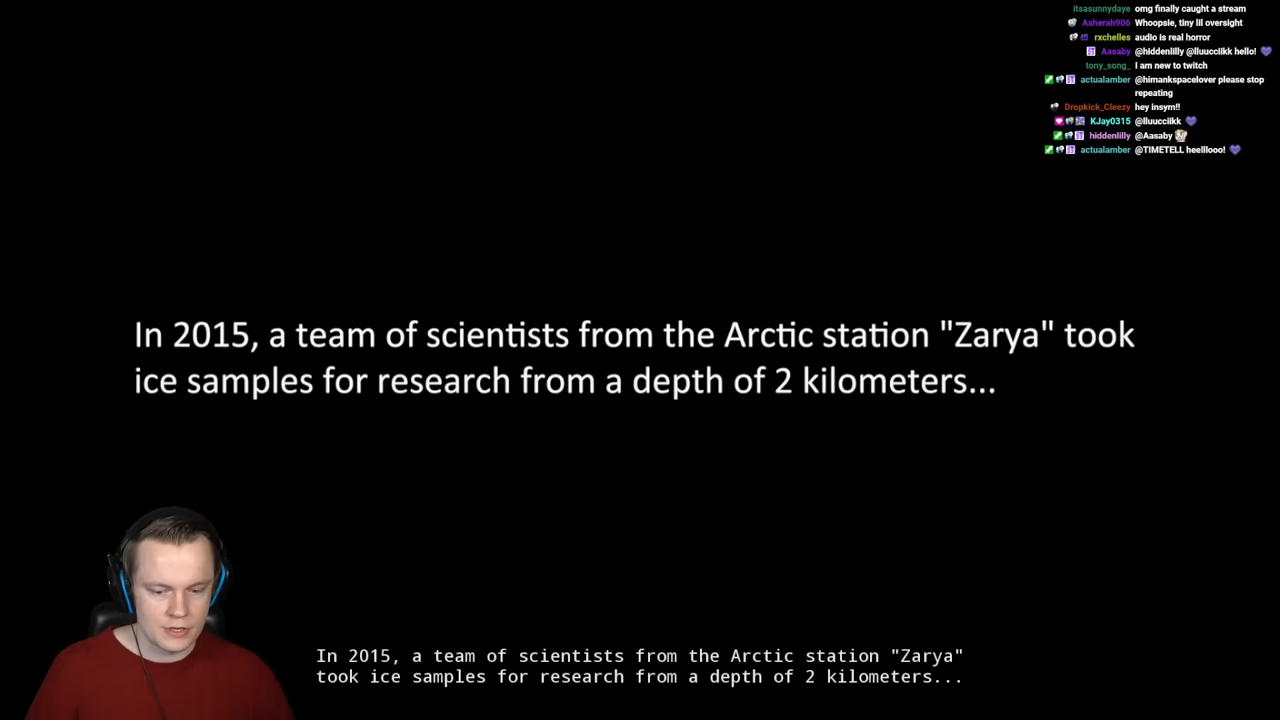 itsasunnydaye omg finally caught a stream
Asherah906 Whoopsie, tiny lil oversight
rxchelles audio is real horror
Aasaby @hiddenlilly @lluucciikk hello!
tony_song_ I am new to twitch
actualamber @himankspacelover please stop
repeating
Dropkick_Cleezy hey insym!!
KJay0315 @lluucciikk
hiddenlilly @Aasaby
actualamber @TIMETELL heelllooo!
In 2015, a team of scientists from the Arctic station "Zarya" took
ice samples for research from a depth of 2 kilometers...
In 2015, a team of scientists from the Arctic station "Zarya"
took ice samples for research from a depth of 2 kilometers...